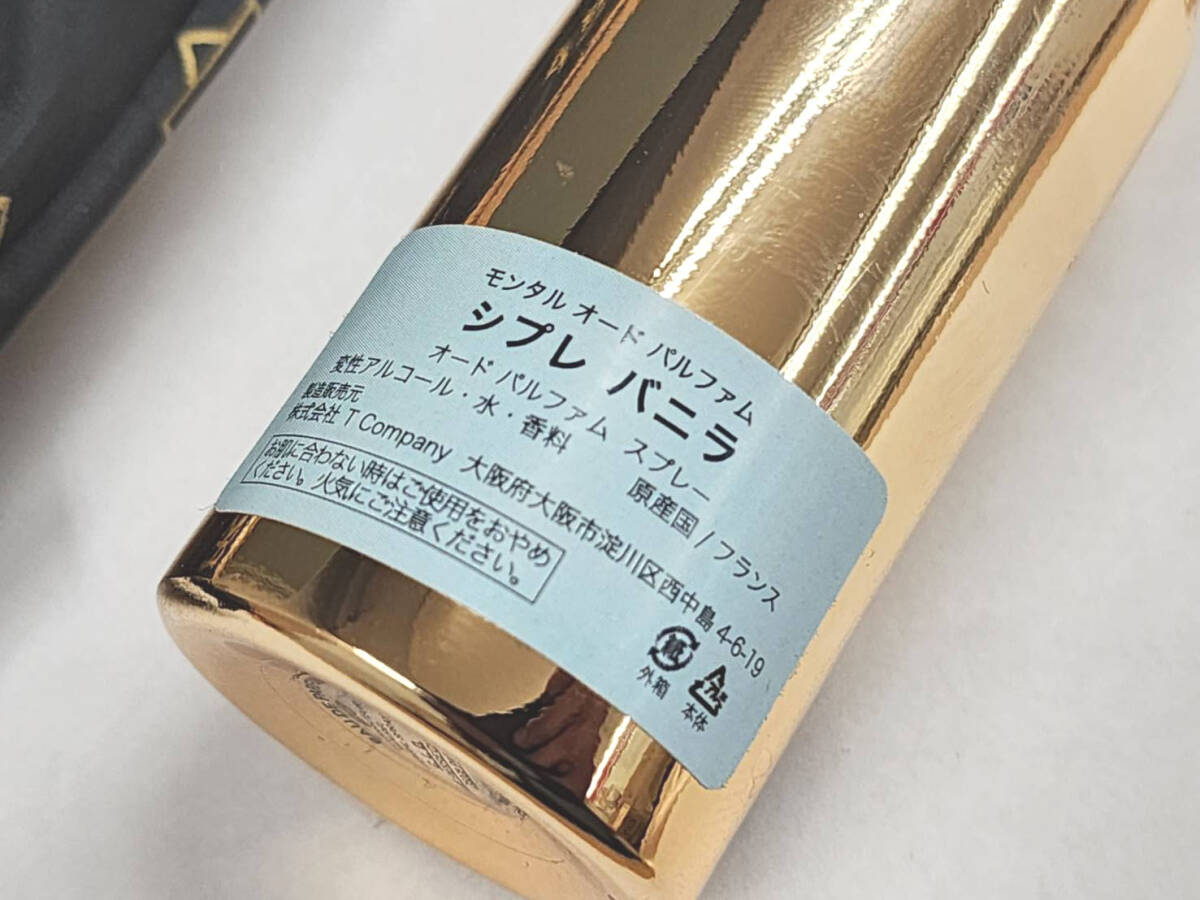 モンタル オード パルファム
シプレ バニラ
オード パルファム スプレー
変性アルコール・水・香料 原産国/フランス
製造販売元
株式会社 T Company 大阪府大阪市淀川区西中島 4-6-19
お肌に合わない時はご使用をおやめ
ください。火気にご注意ください。
紙
外箱
アルミ
本体